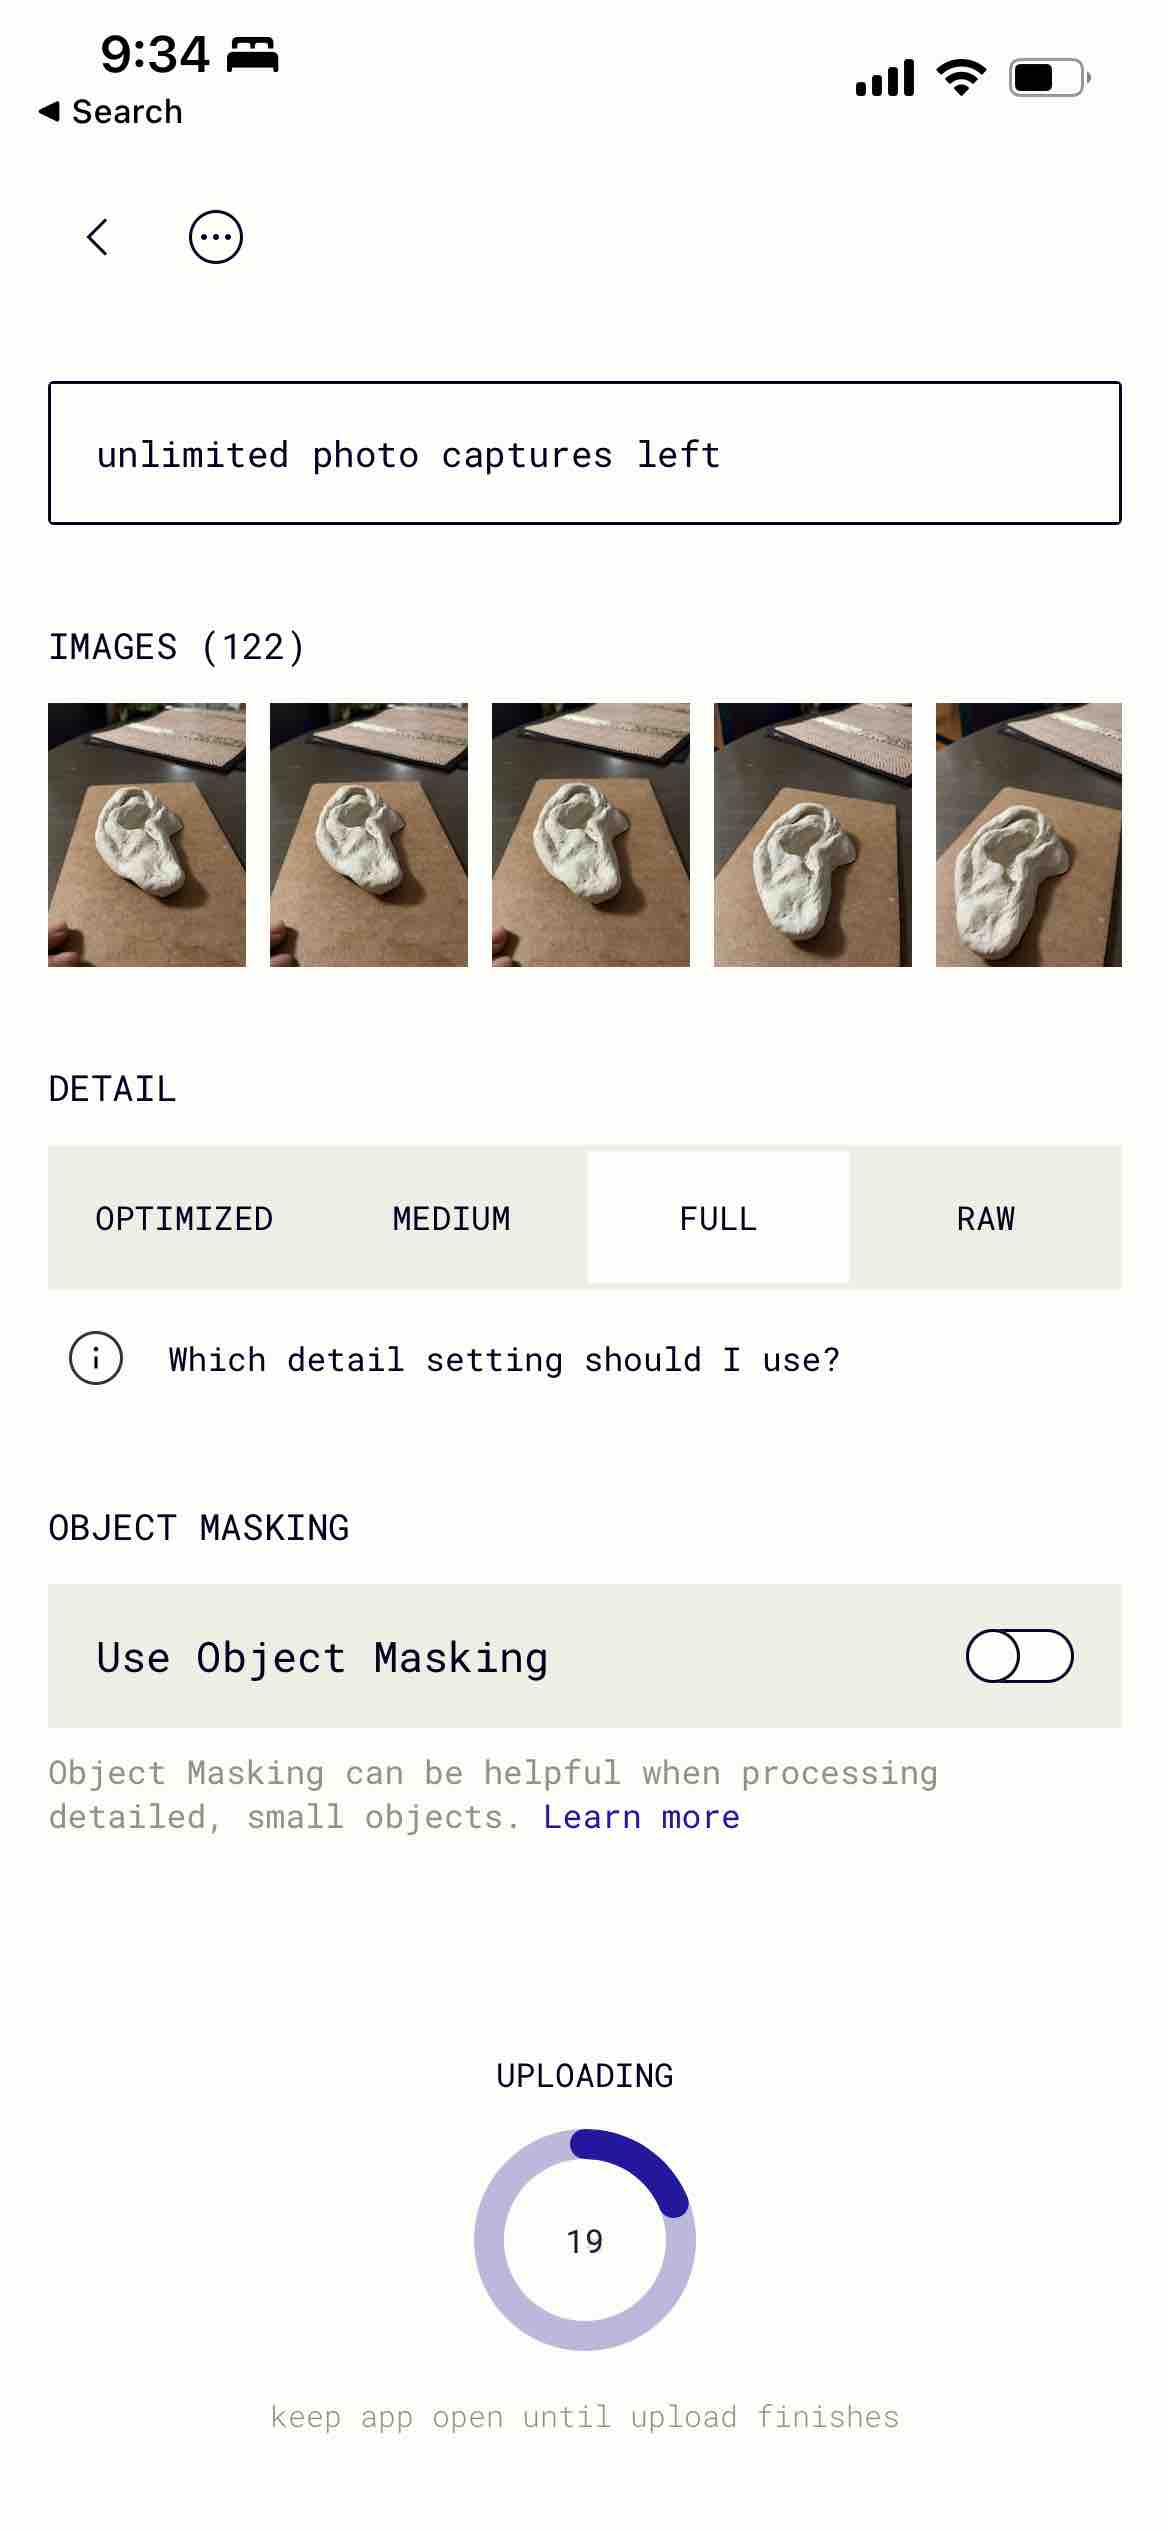 9:34
Search
unlimited photo captures left
IMAGES (122)
DETAIL
OPTIMIZED MEDIUM FULL RAW
Which detail setting should I use?
OBJECT MASKING
Use Object Masking
Object Masking can be helpful when processing
detailed, small objects. Learn more
UPLOADING
19
keep app open until upload finishes